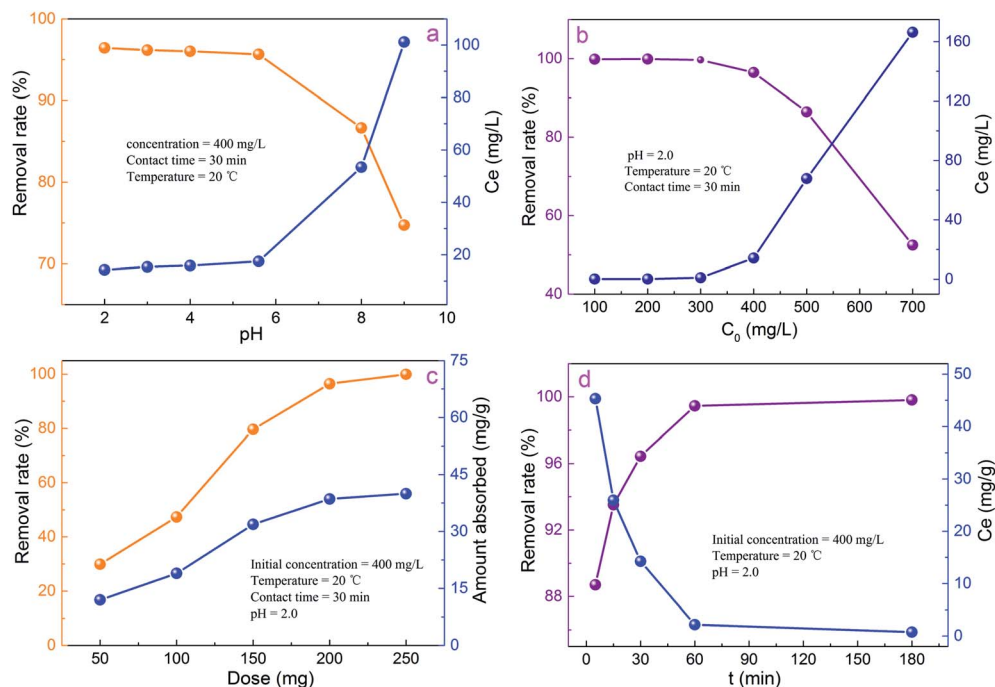 a
Removal rate (%)
100
90
80
70
concentration = 400 mg/L
Contact time = 30 min
Temperature = 20 ℃
100
80
60
40
20
0
Ce (mg/L)
2 4 6 8 10
pH
b
Removal rate (%)
100
80
60
40
pH = 2.0
Temperature = 20 ℃
Contact time = 30 min
160
120
80
40
0
Ce (mg/L)
100 200 300 400 500 600 700
C₀ (mg/L)
c
Removal rate (%)
100
80
60
40
20
0
Initial concentration = 400 mg/L
Temperature = 20 ℃
Contact time = 30 min
pH = 2.0
75
60
45
30
15
0
Amount absorbed (mg/g)
50 100 150 200 250
Dose (mg)
d
Removal rate (%)
100
96
92
88
Initial concentration = 400 mg/L
Temperature = 20 ℃
pH = 2.0
50
40
30
20
10
0
Ce (mg/g)
0 30 60 90 120 150 180
t (min)